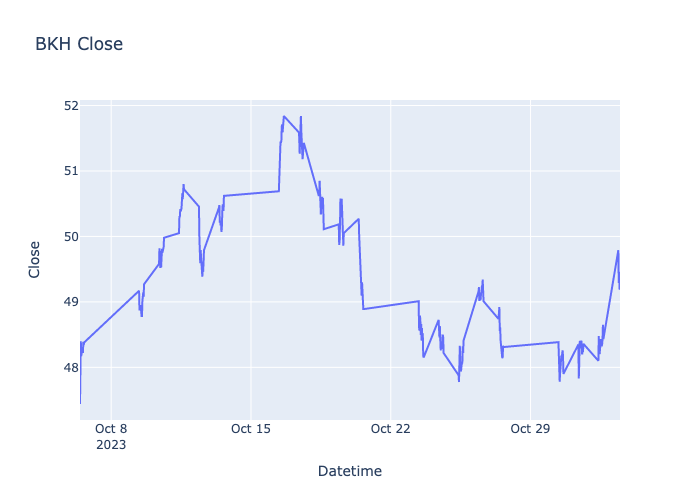 BKH Close
52
51
50
49
48
Close
Oct 8
2023
Oct 15
Oct 22
Oct 29
Datetime